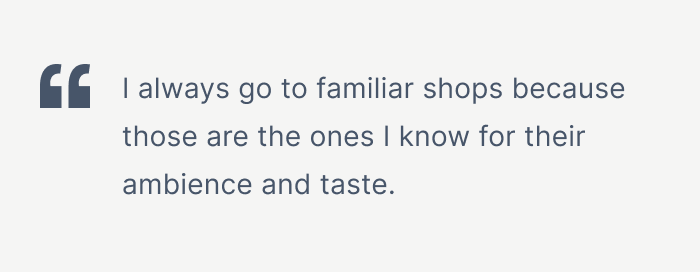 “
I always go to familiar shops because
those are the ones I know for their
ambience and taste.